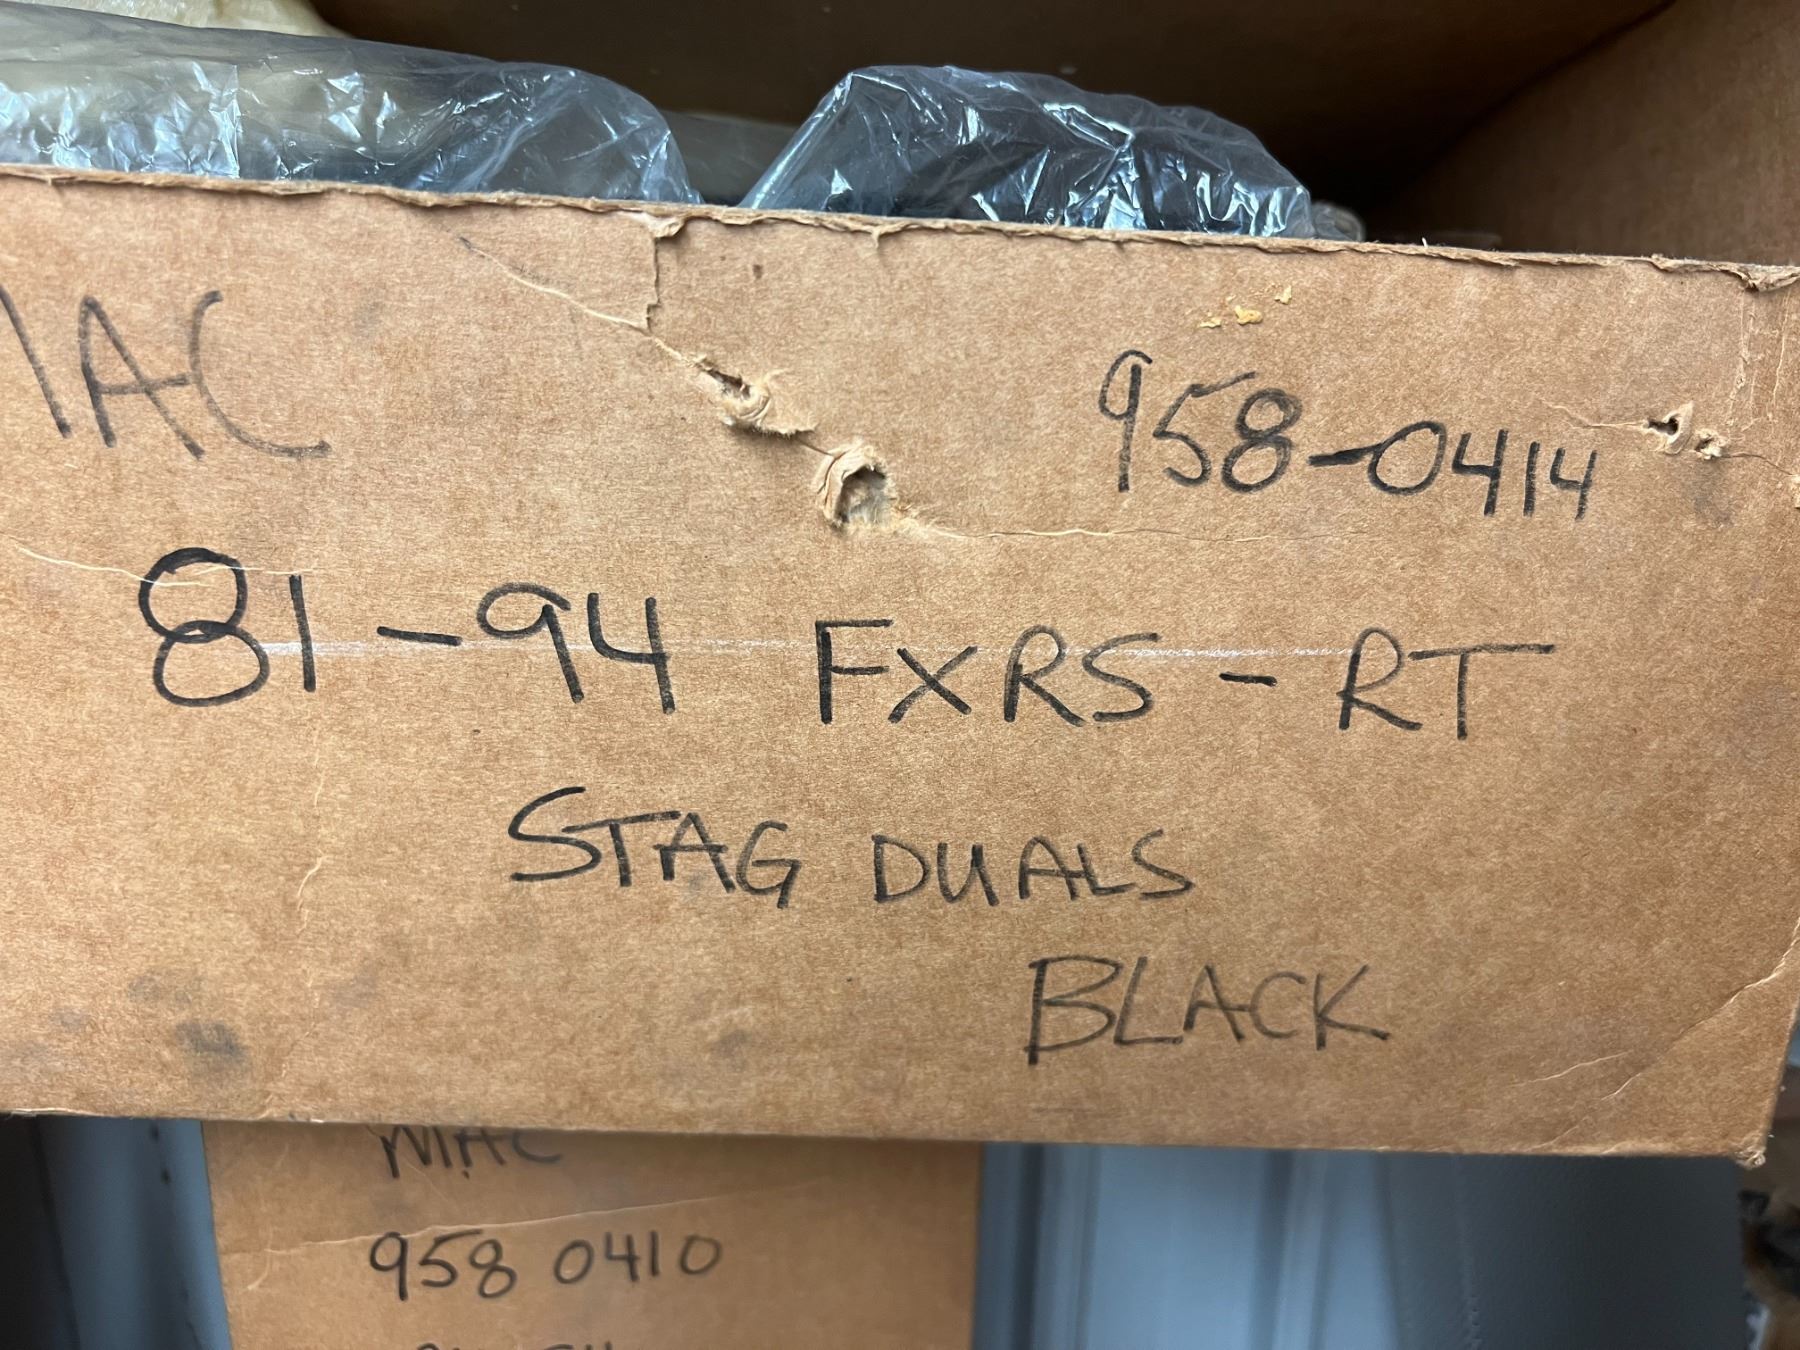 MAC
958-0414
81-94 FXRS-RT
STAG DUALS
BLACK
MAC
958 0410